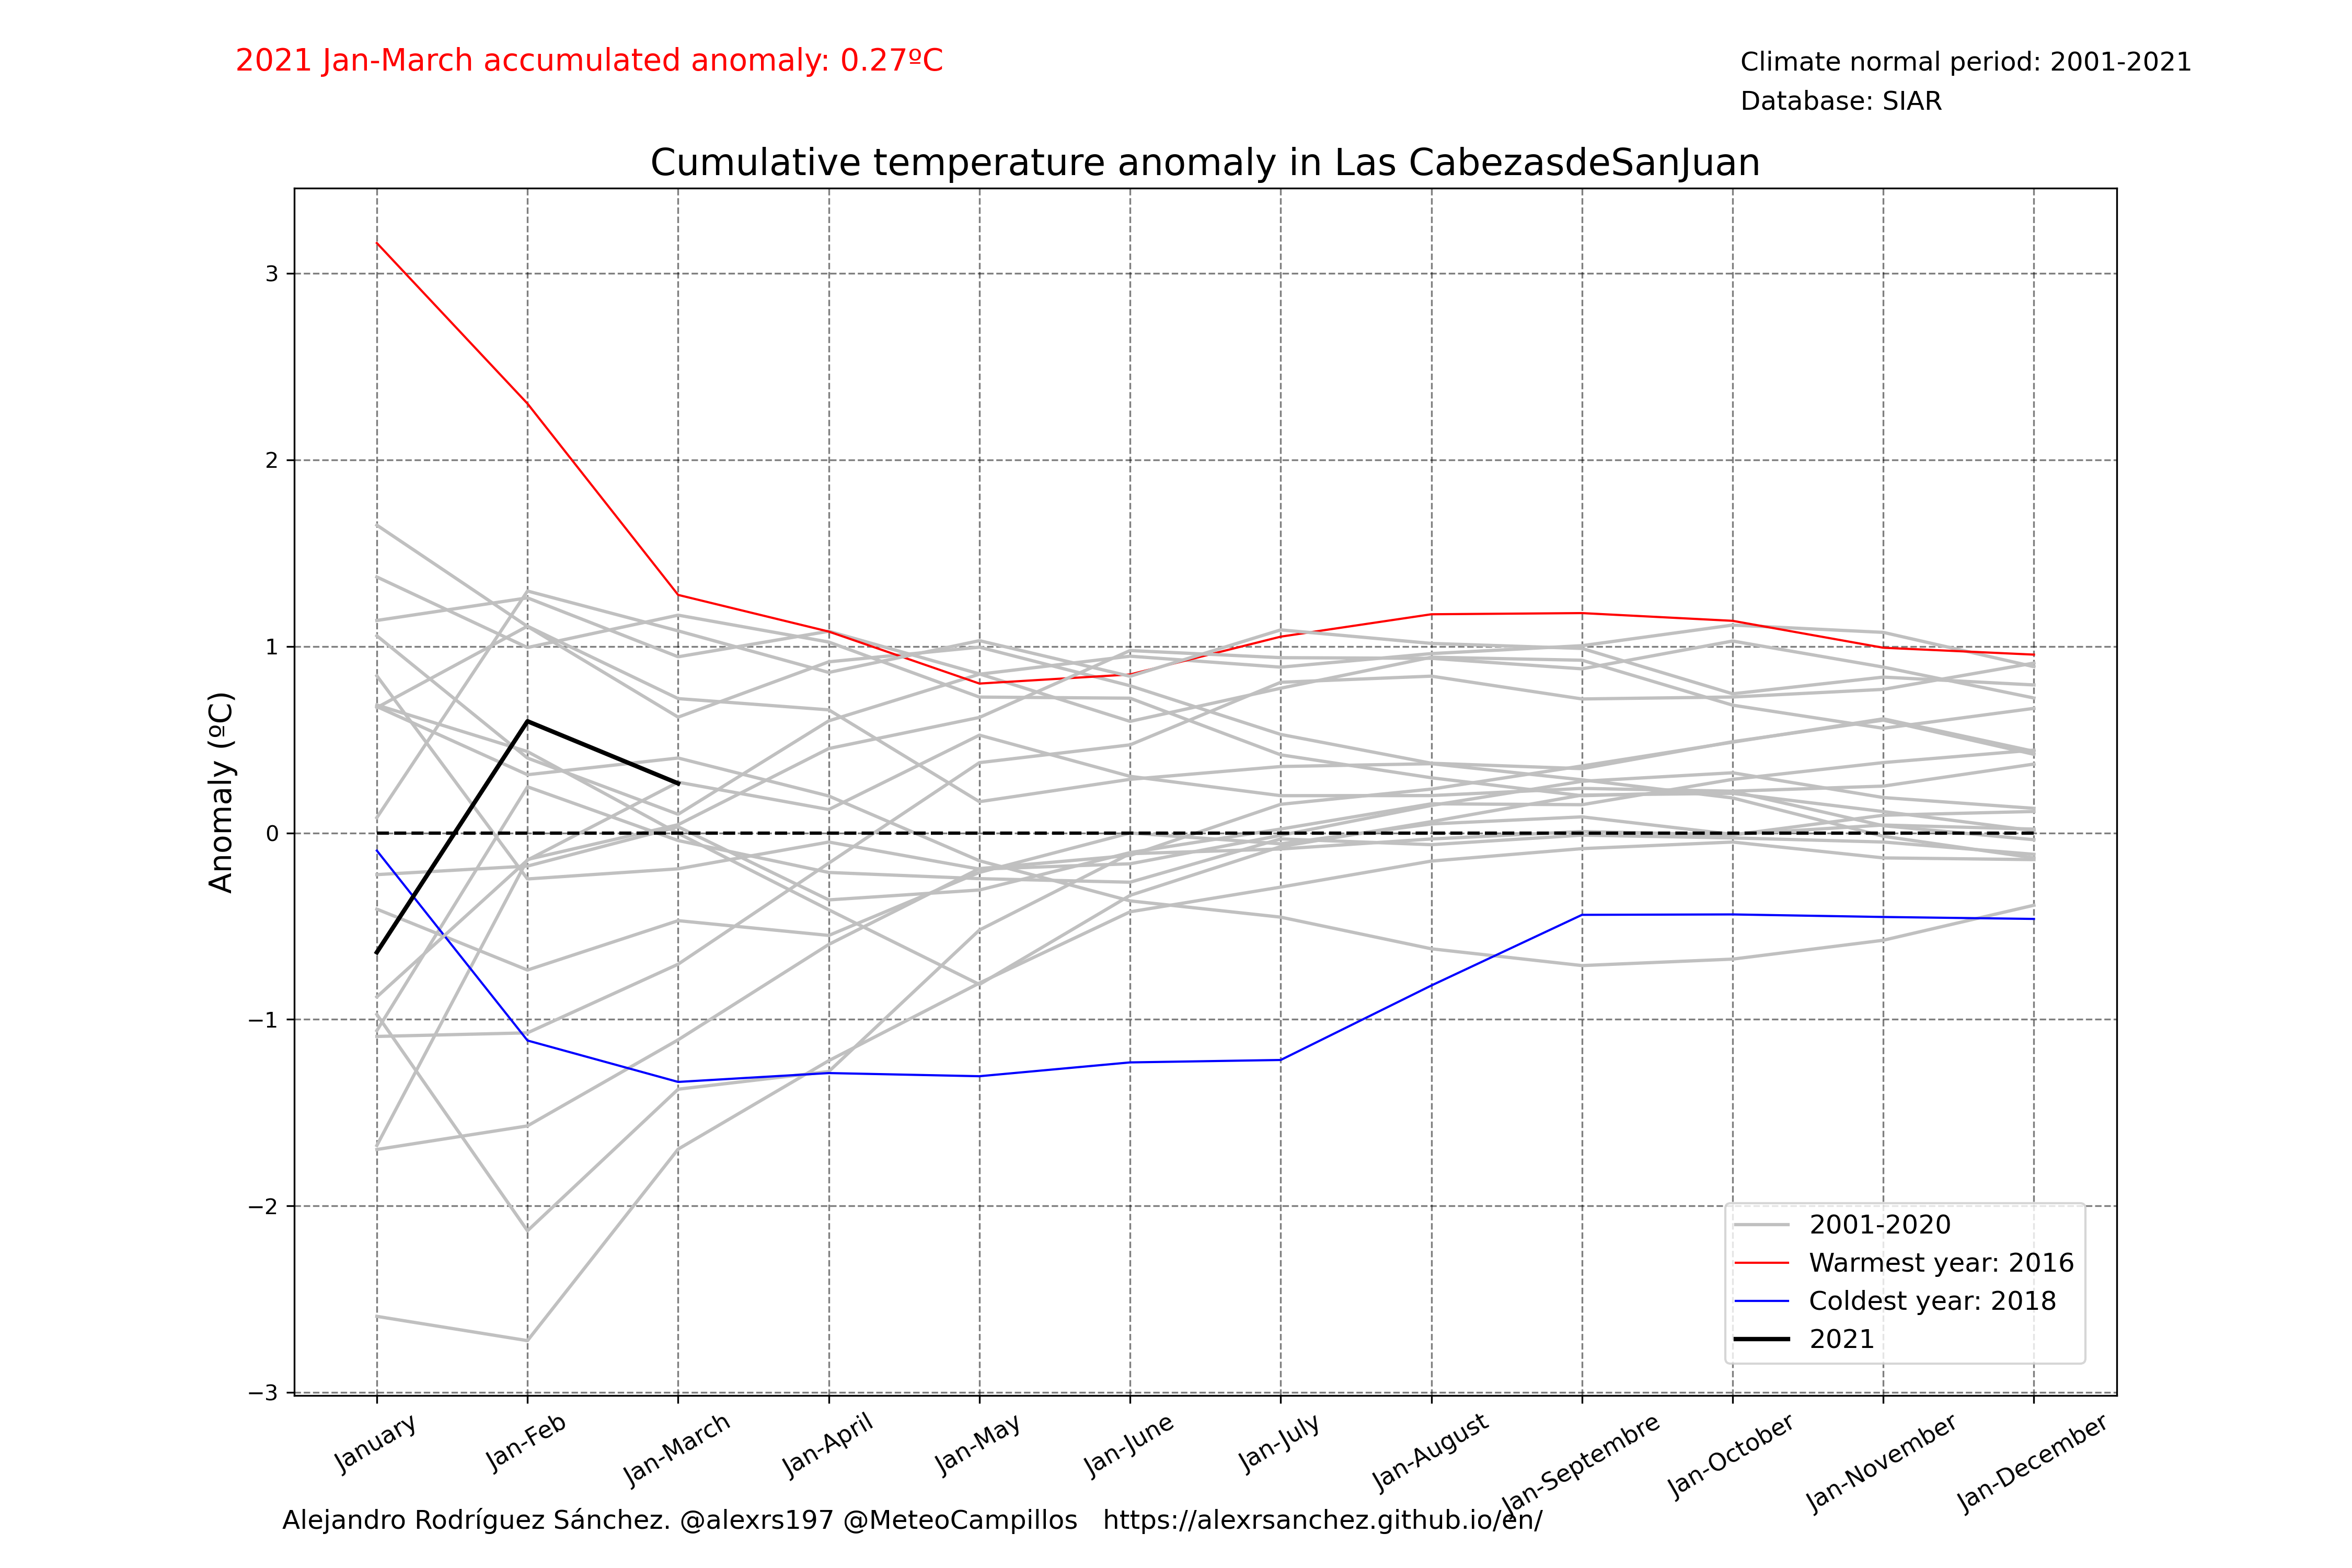 2021 Jan-March accumulated anomaly: 0.27ºC
Climate normal period: 2001-2021
Database: SIAR
Cumulative temperature anomaly in Las CabezasdeSanJuan
Anomaly (ºC)
3
2
1
0
−1
−2
−3
2001-2020
Warmest year: 2016
Coldest year: 2018
2021
January
Jan-Feb
Jan-March
Jan-April
Jan-May
Jan-June
Jan-July
Jan-August
Jan-Septembre
Jan-October
Jan-November
Jan-December
Alejandro Rodríguez Sánchez. @alexrs197 @MeteoCampillos   https://alexrsanchez.github.io/en/